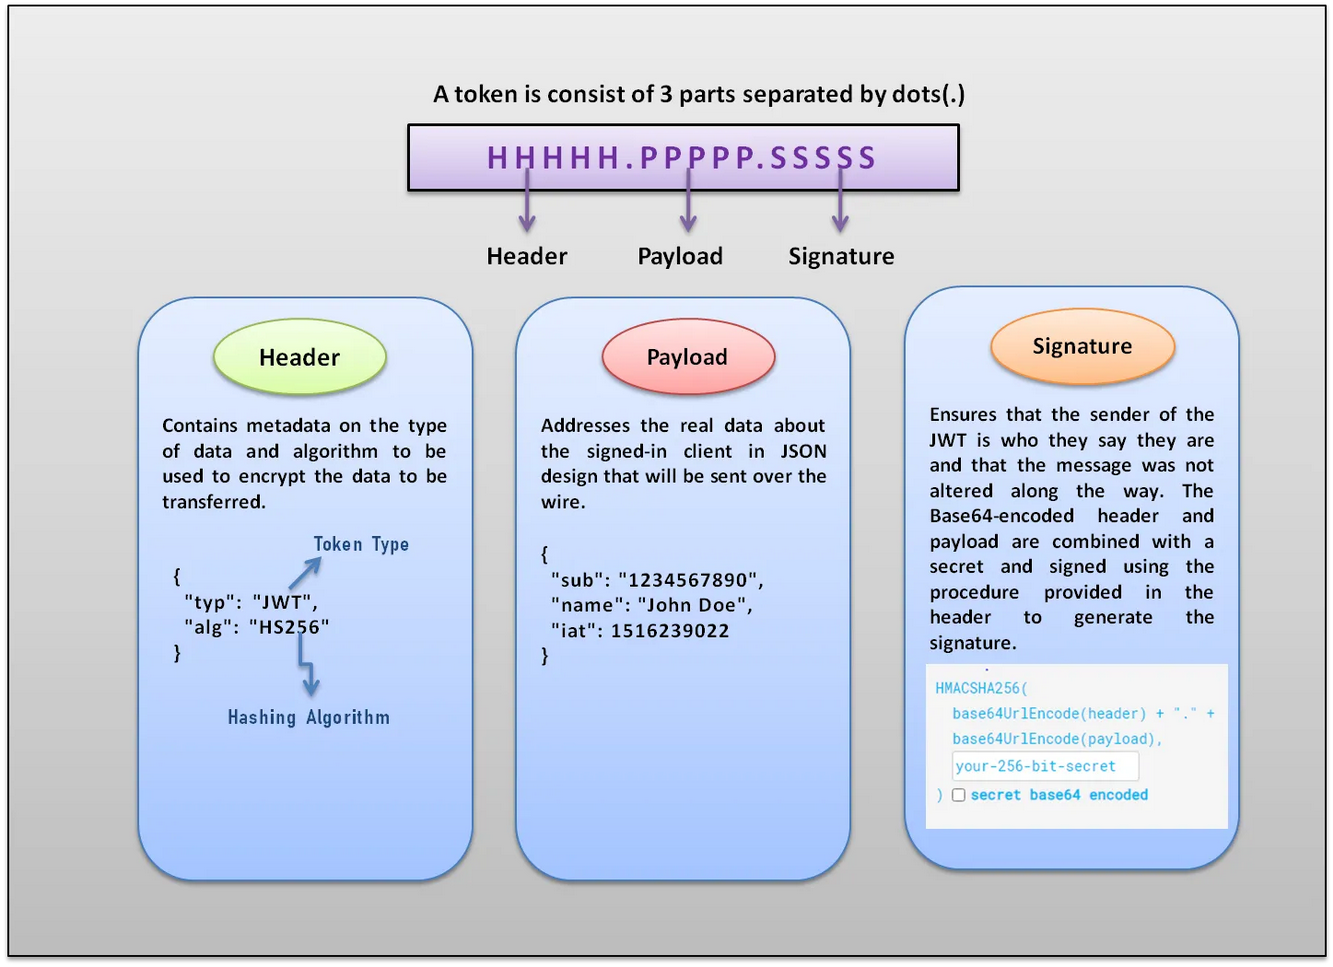 A token is consist of 3 parts separated by dots(.)
HHHHH.PPPPP.SSSSS
Header
Payload
Signature
Header
Contains metadata on the type
of data and algorithm to be
used to encrypt the data to be
transferred.
Token Type
{
"typ": "JWT",
"alg": "HS256"
}
Hashing Algorithm
Payload
Addresses the real data about
the signed-in client in JSON
design that will be sent over the
wire.
{
"sub": "1234567890",
"name": "John Doe",
"iat": 1516239022
}
Signature
Ensures that the sender of the
JWT is who they say they are
and that the message was not
altered along the way. The
Base64-encoded header and
payload are combined with a
secret and signed using the
procedure provided in the
header to generate the
signature.
HMACSHA256(
base64UrlEncode(header) + "." +
base64UrlEncode(payload),
your-256-bit-secret
) secret base64 encoded